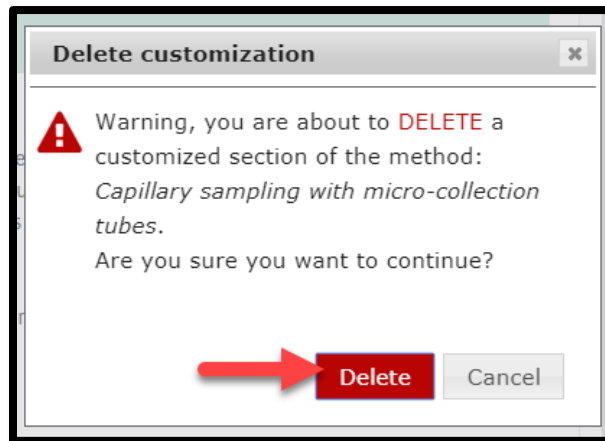 Delete customization
Warning, you are about to DELETE a
customized section of the method:
Capillary sampling with micro-collection
tubes.
Are you sure you want to continue?
Delete Cancel